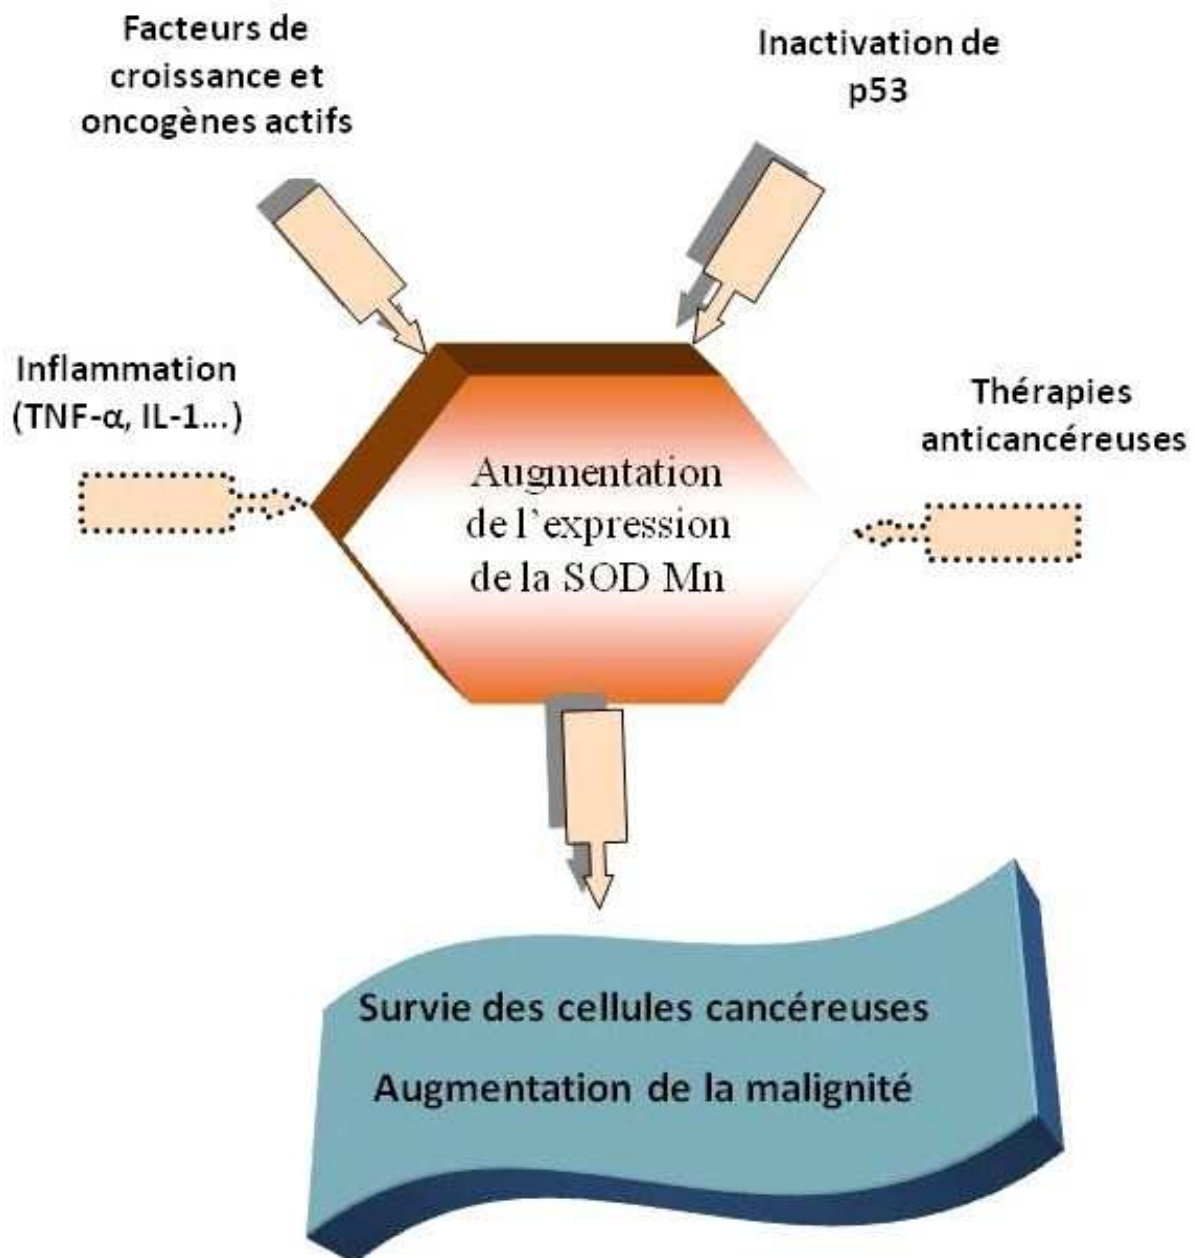 Facteurs de
croissance et
oncogènes actifs
Inactivation de
p53
Inflammation
(TNF-α, IL-1...)
Thérapies
anticancéreuses
Augmentation
de l’expression
de la SOD Mn
Survie des cellules cancéreuses
Augmentation de la malignité